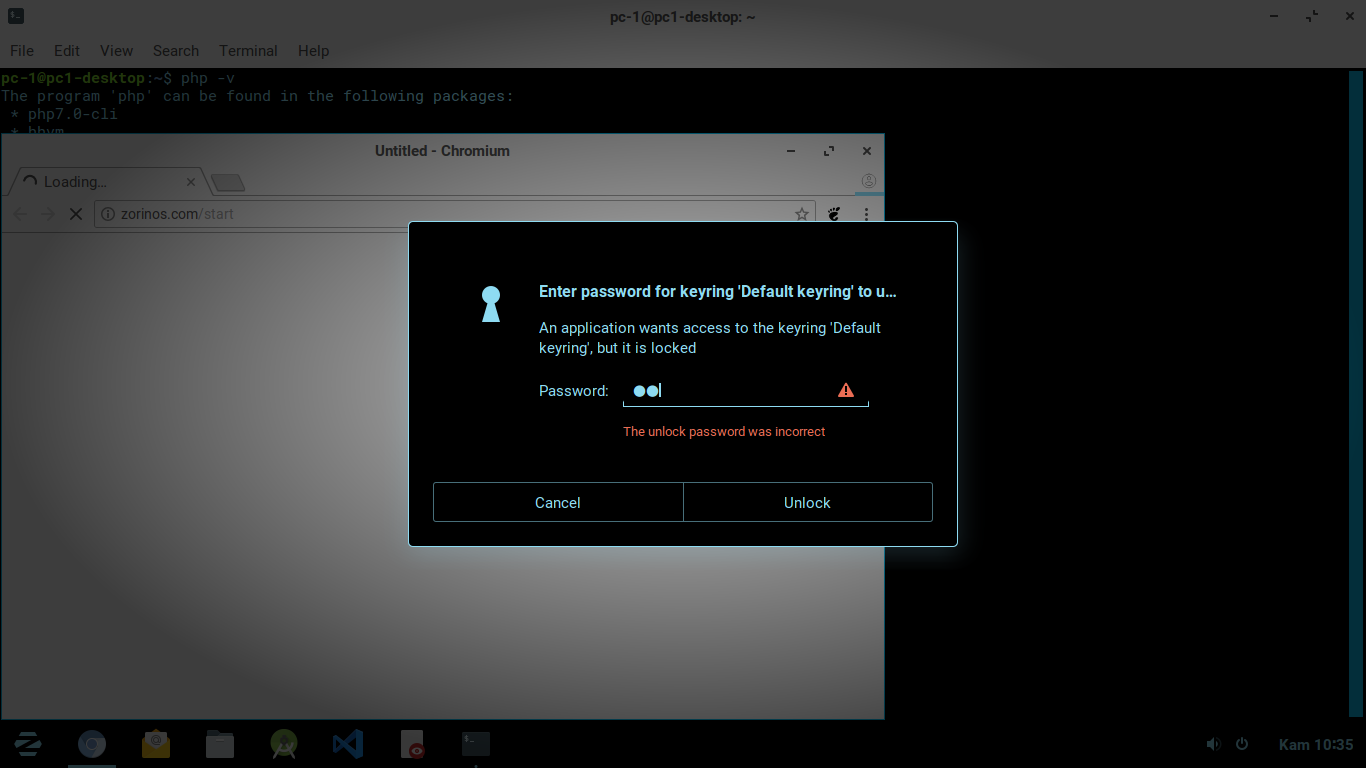 pc-1@pc1-desktop: ~
File Edit View Search Terminal Help
pc-1@pc1-desktop:~$ php -v
The program 'php' can be found in the following packages:
* php7.0-cli
* hhvm
Untitled - Chromium
Loading...
zorinos.com/start
Enter password for keyring 'Default keyring' to u...
An application wants access to the keyring 'Default
keyring', but it is locked
Password:
The unlock password was incorrect
Cancel Unlock
Kam 10:35